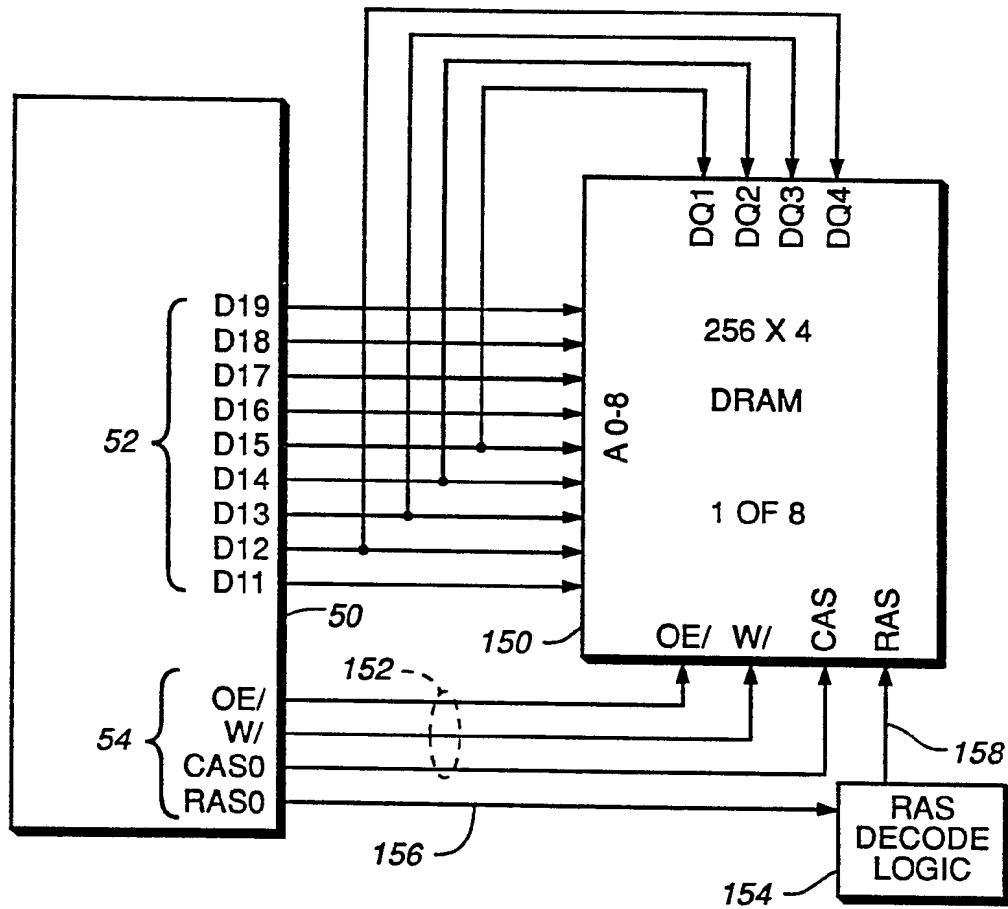 DQ1
DQ2
DQ3
DQ4
D19
D18
D17
D16
D15
D14
D13
D12
D11
52
A 0-8
256 X 4
DRAM
1 OF 8
50
150
OE/
W/
CAS
RAS
152
54
OE/
W/
CAS0
RAS0
158
156
RAS
DECODE
LOGIC
154